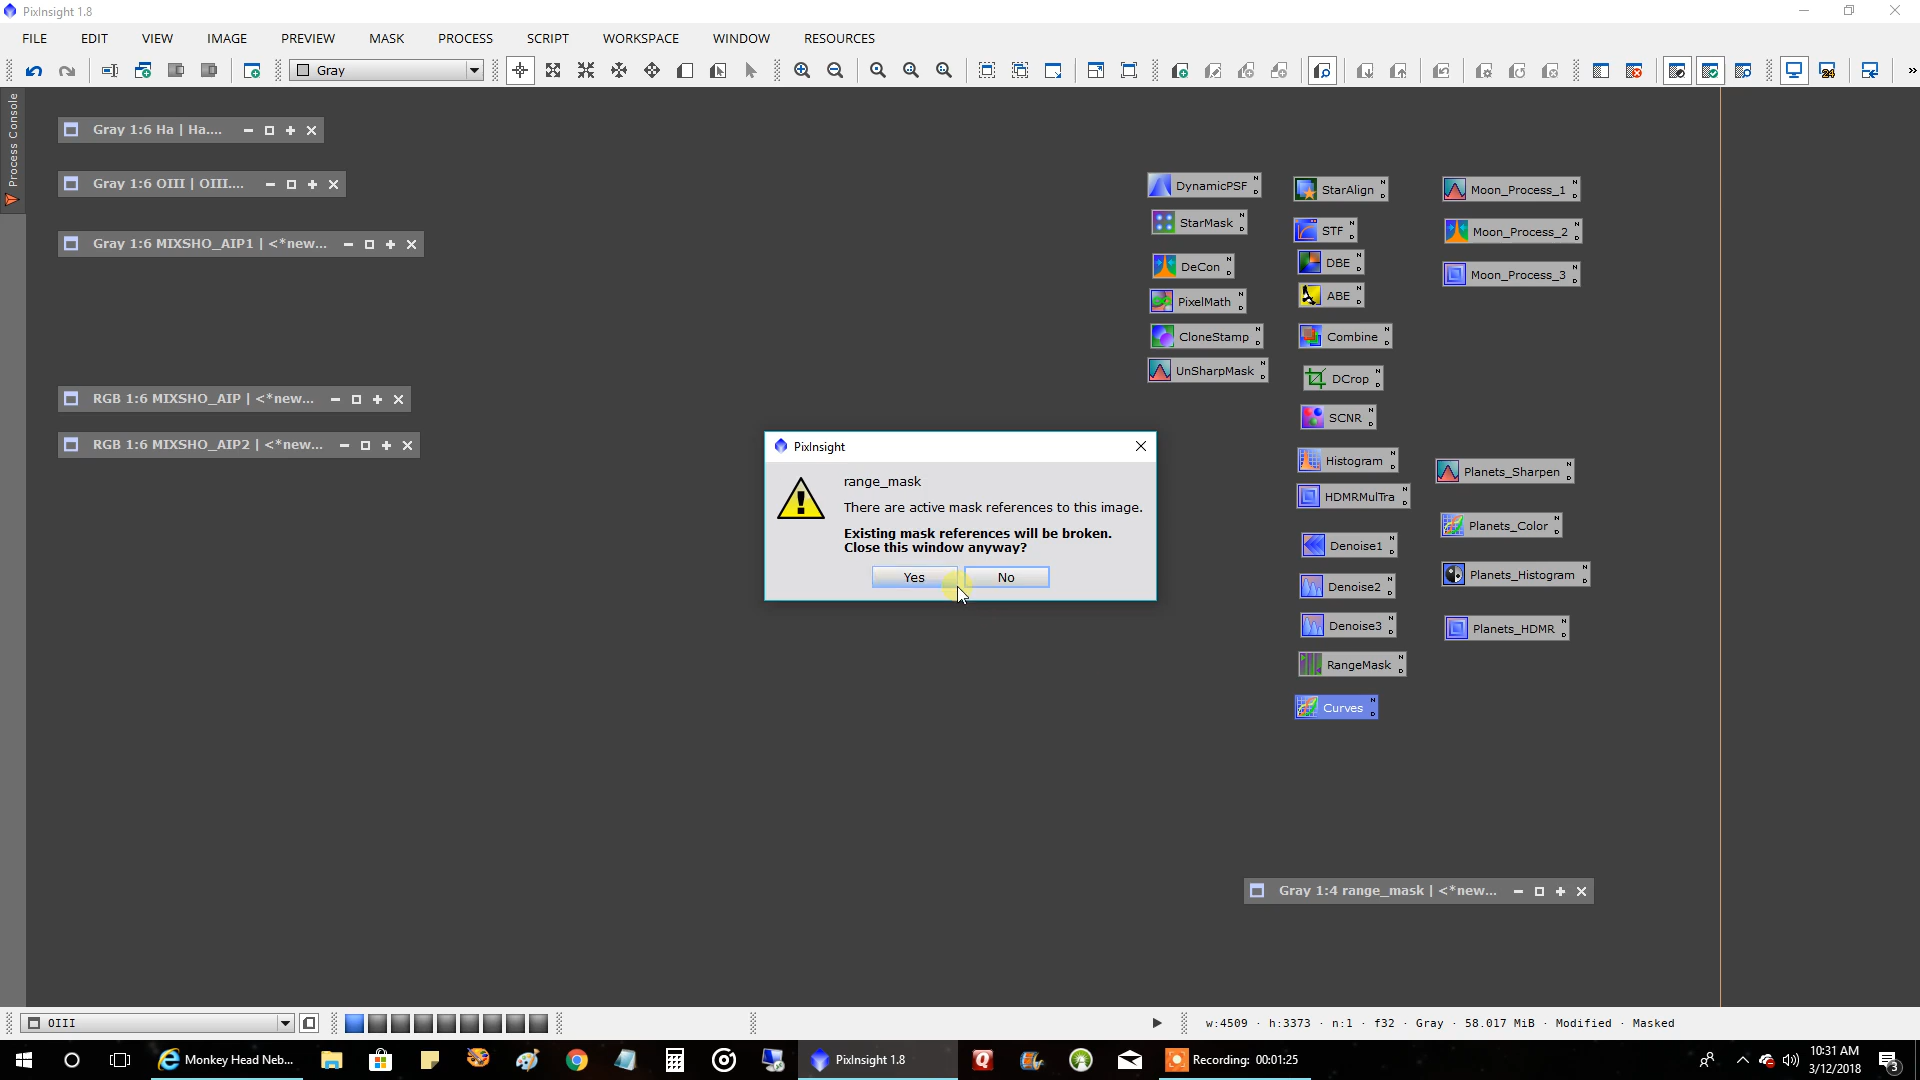 PixInsight 1.8
FILE EDIT VIEW IMAGE PREVIEW MASK PROCESS SCRIPT WORKSPACE WINDOW RESOURCES
Gray
24
»
Process Console
Gray 1:6 Ha | Ha....
Gray 1:6 OIII | OIII....
Gray 1:6 MIXSHO_AIP1 | <*new...
RGB 1:6 MIXSHO_AIP | <*new...
RGB 1:6 MIXSHO_AIP2 | <*new...
DynamicPSF
StarMask
DeCon
PixelMath
CloneStamp
UnSharpMask
StarAlign
STF
DBE
ABE
Combine
DCrop
SCNR
Histogram
HDMRMulTra
Denoise1
Denoise2
Denoise3
RangeMask
Curves
Moon_Process_1
Moon_Process_2
Moon_Process_3
Planets_Sharpen
Planets_Color
Planets_Histogram
Planets_HDMR
PixInsight
range_mask
There are active mask references to this image.
Existing mask references will be broken.
Close this window anyway?
Yes No
Gray 1:4 range_mask | <*new...
OIII
w:4509 · h:3373 · n:1 · f32 · Gray · 58.017 MiB · Modified · Masked
Monkey Head Neb...
PixInsight 1.8
Recording: 00:01:25
10:31 AM
3/12/2018
3